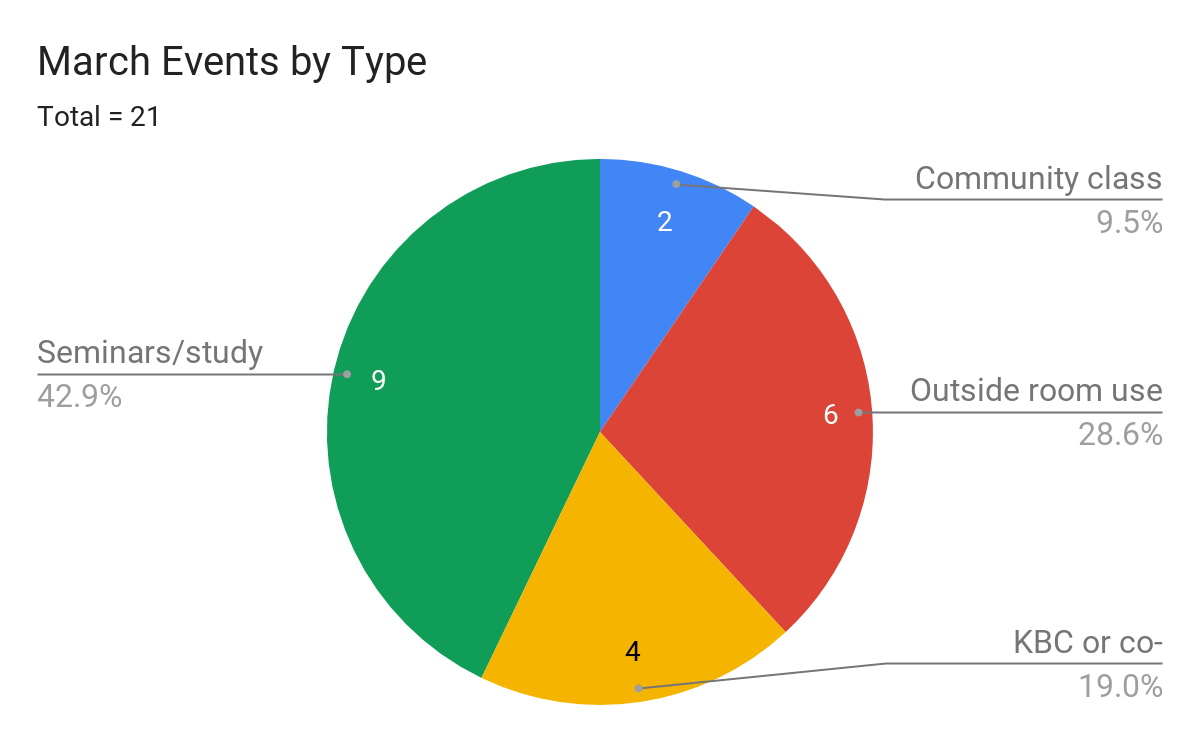 March Events by Type
Total = 21
Community class
9.5%
2
Seminars/study
42.9%
9
Outside room use
28.6%
6
4
KBC or co-
19.0%